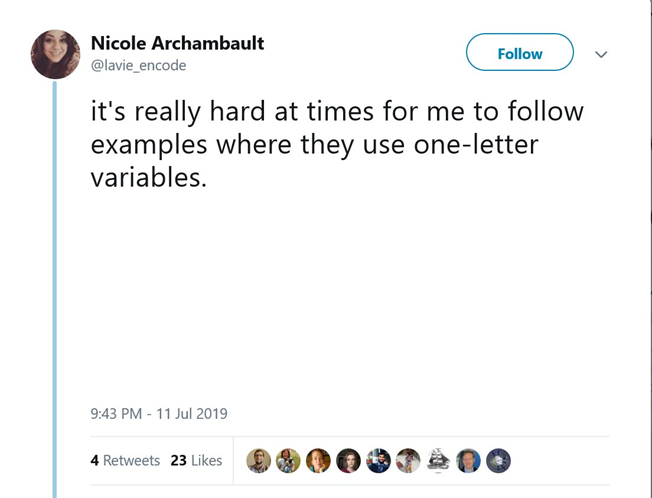 Nicole Archambault
@lavie_encode
Follow
it's really hard at times for me to follow
examples where they use one-letter
variables.
9:43 PM - 11 Jul 2019
4 Retweets 23 Likes